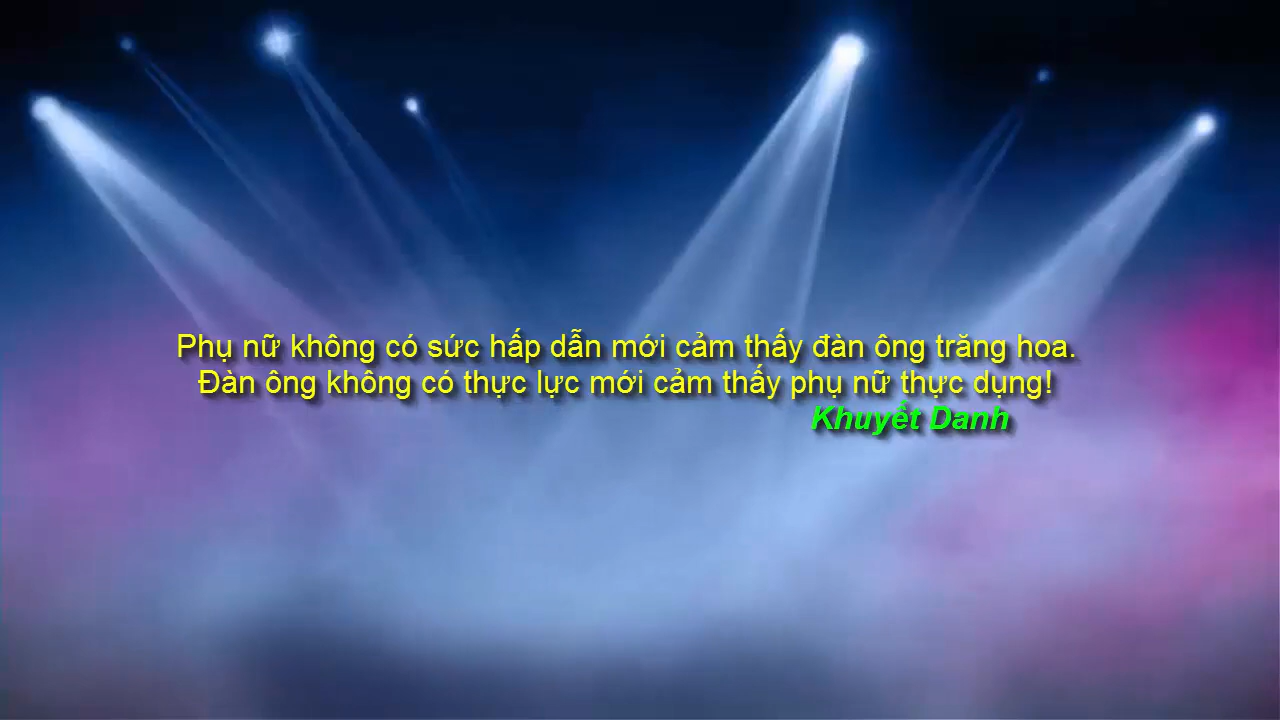 Phụ nữ không có sức hấp dẫn mới cảm thấy đàn ông trăng hoa.
Đàn ông không có thực lực mới cảm thấy phụ nữ thực dụng!
Khuyết Danh